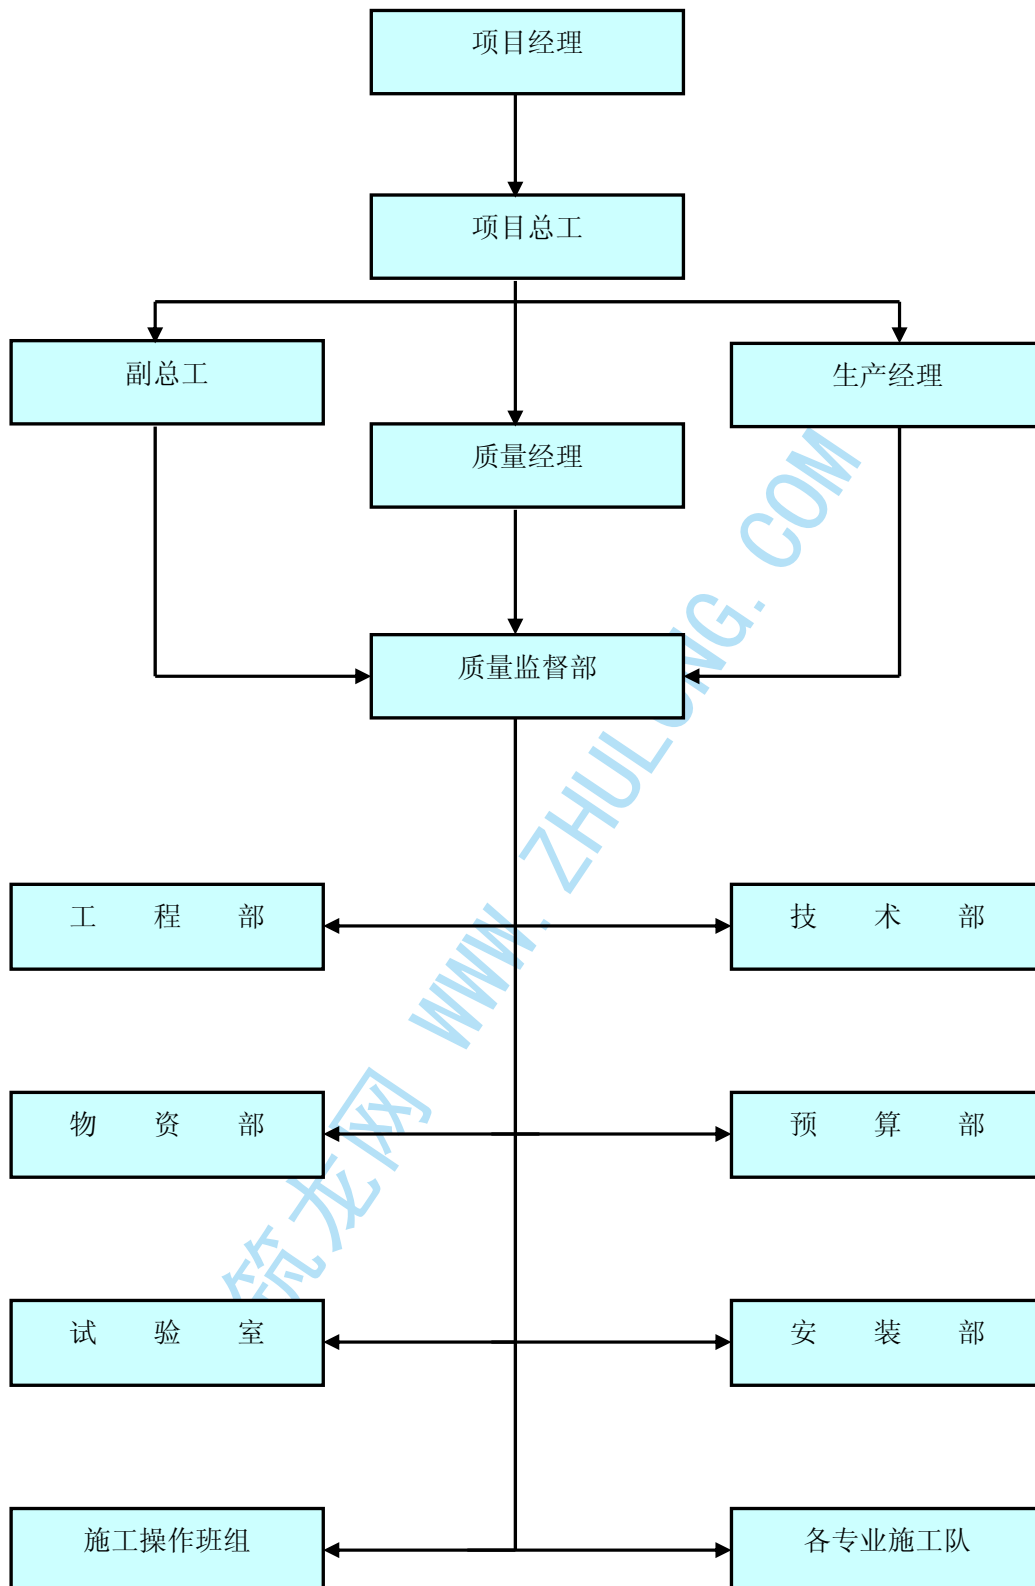 项目经理
项目总工
副总工
生产经理
质量经理
质量监督部
工 程 部
技 术 部
物 资 部
预 算 部
试 验 室
安 装 部
施工操作班组
各专业施工队
筑龙网 WWW.ZHULONG.COM